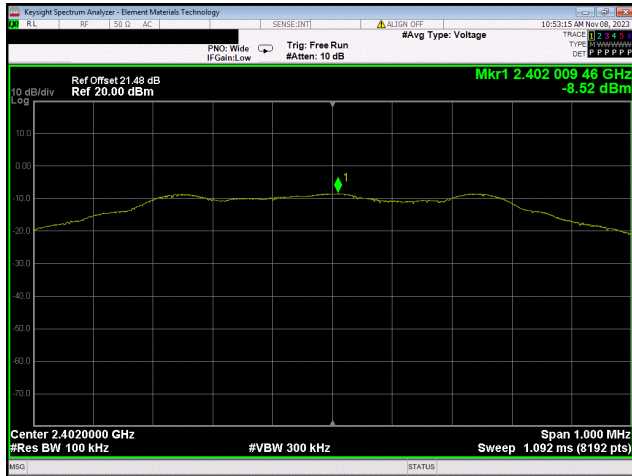 Keysight Spectrum Analyzer - Element Materials Technology
RL RF 50 Ω AC SENSE:INT ALIGN OFF 10:53:15 AM Nov 08, 2023
#Avg Type: Voltage
TRACE 1 2 3 4 5 6
PNO: Wide Trig: Free Run TYPE M W W W W W
IFGain:Low #Atten: 10 dB DET P P P P P P
Mkr1 2.402 009 46 GHz
-8.52 dBm
Ref Offset 21.48 dB
10 dB/div Ref 20.00 dBm
Log
10.0
0.00
1
-10.0
-20.0
-30.0
-40.0
-50.0
-60.0
-70.0
Center 2.4020000 GHz Span 1.000 MHz
#Res BW 100 kHz #VBW 300 kHz Sweep 1.092 ms (8192 pts)
MSG STATUS